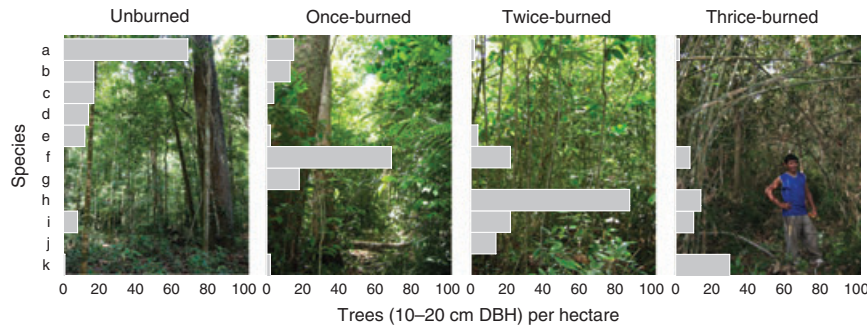 Unburned Once-burned Twice-burned Thrice-burned
Species
a
b
c
d
e
f
g
h
i
j
k
0 20 40 60 80 100 0 20 40 60 80 100 0 20 40 60 80 100 0 20 40 60 80 100
Trees (10–20 cm DBH) per hectare